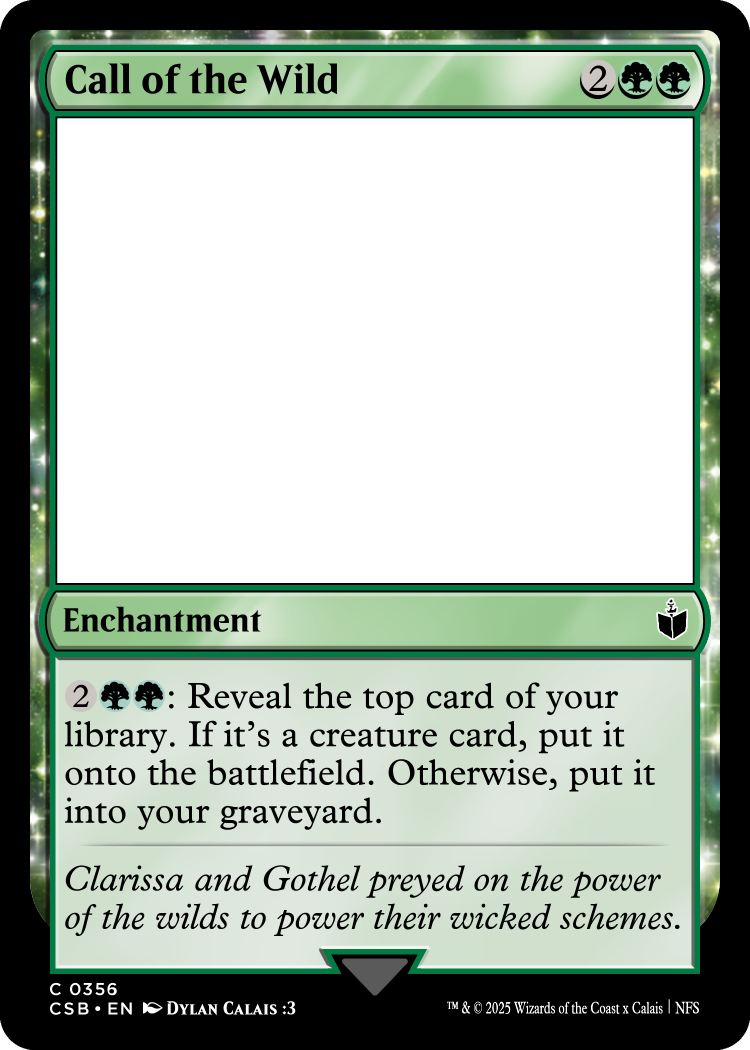 Call of the Wild 2
Enchantment
2: Reveal the top card of your
library. If it’s a creature card, put it
onto the battlefield. Otherwise, put it
into your graveyard.
Clarissa and Gothel preyed on the power
of the wilds to power their wicked schemes.
C 0356
CSB • EN Dylan Calais :3
™ & © 2025 Wizards of the Coast x Calais | NFS